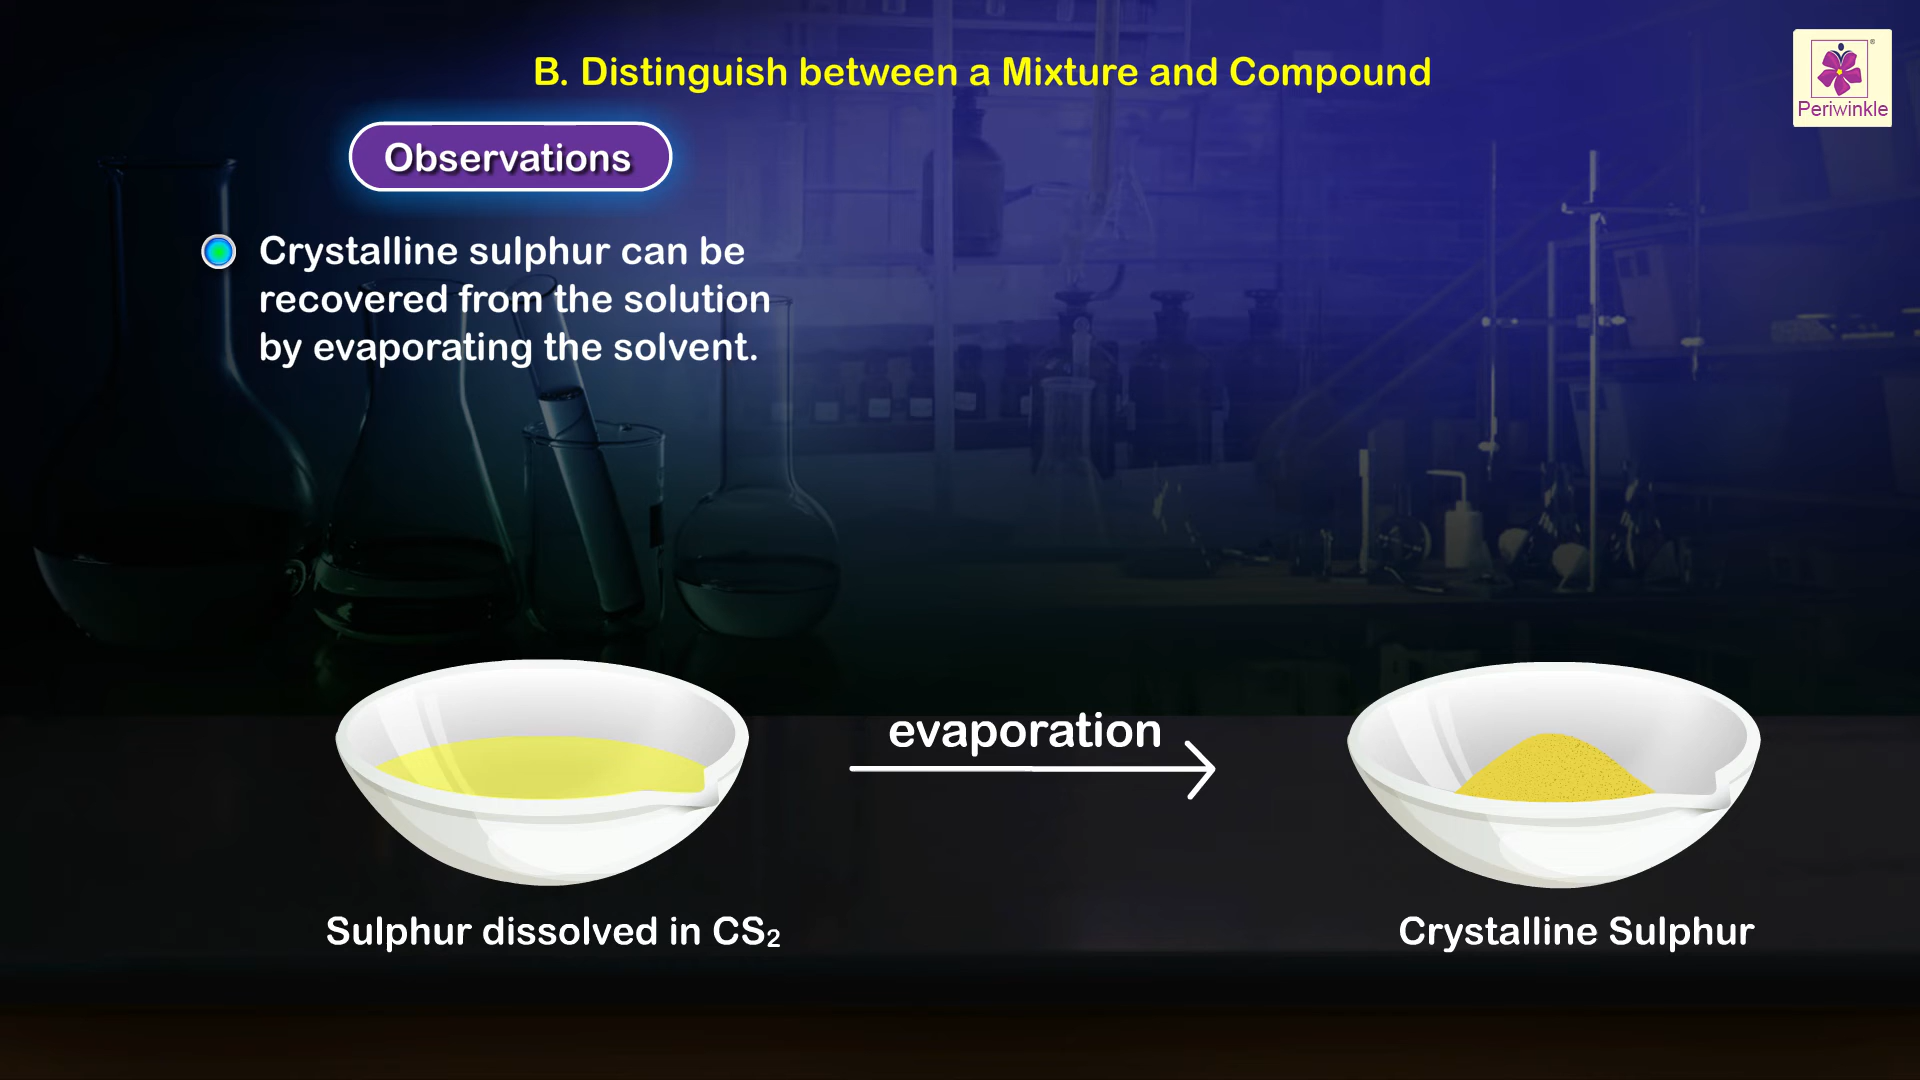 B. Distinguish between a Mixture and Compound
Periwinkle
Observations
Crystalline sulphur can be
recovered from the solution
by evaporating the solvent.
evaporation
Sulphur dissolved in CS₂
Crystalline Sulphur